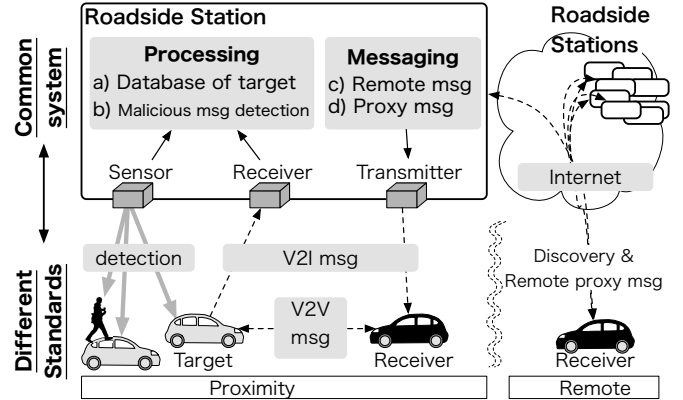 Roadside Station
Roadside
Stations
Common
system
Processing
a) Database of target
b) Malicious msg detection
Messaging
c) Remote msg
d) Proxy msg
Sensor
Receiver
Transmitter
Internet
detection
V2I msg
Discovery &
Remote proxy msg
Different
Standards
V2V
msg
Target
Receiver
Receiver
Proximity
Remote